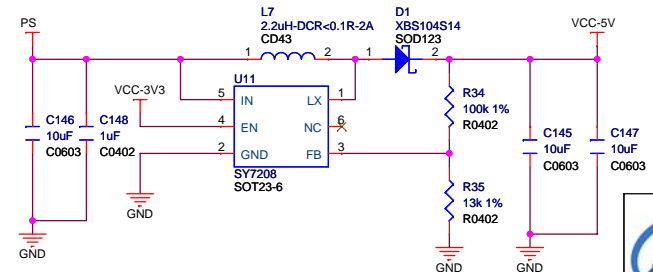 PS
L7
2.2uH-DCR<0.1R-2A
CD43
D1
XBS104S14
SOD123
VCC-5V
1
2
1
2
VCC-3V3
U11
5
IN
LX
1
4
EN
NC
6
2
GND
FB
3
SY7208
SOT23-6
C146
10uF
C0603
C148
1uF
C0402
R34
100k 1%
R0402
R35
13k 1%
R0402
C145
10uF
C0603
C147
10uF
C0603
GND
GND
GND
GND